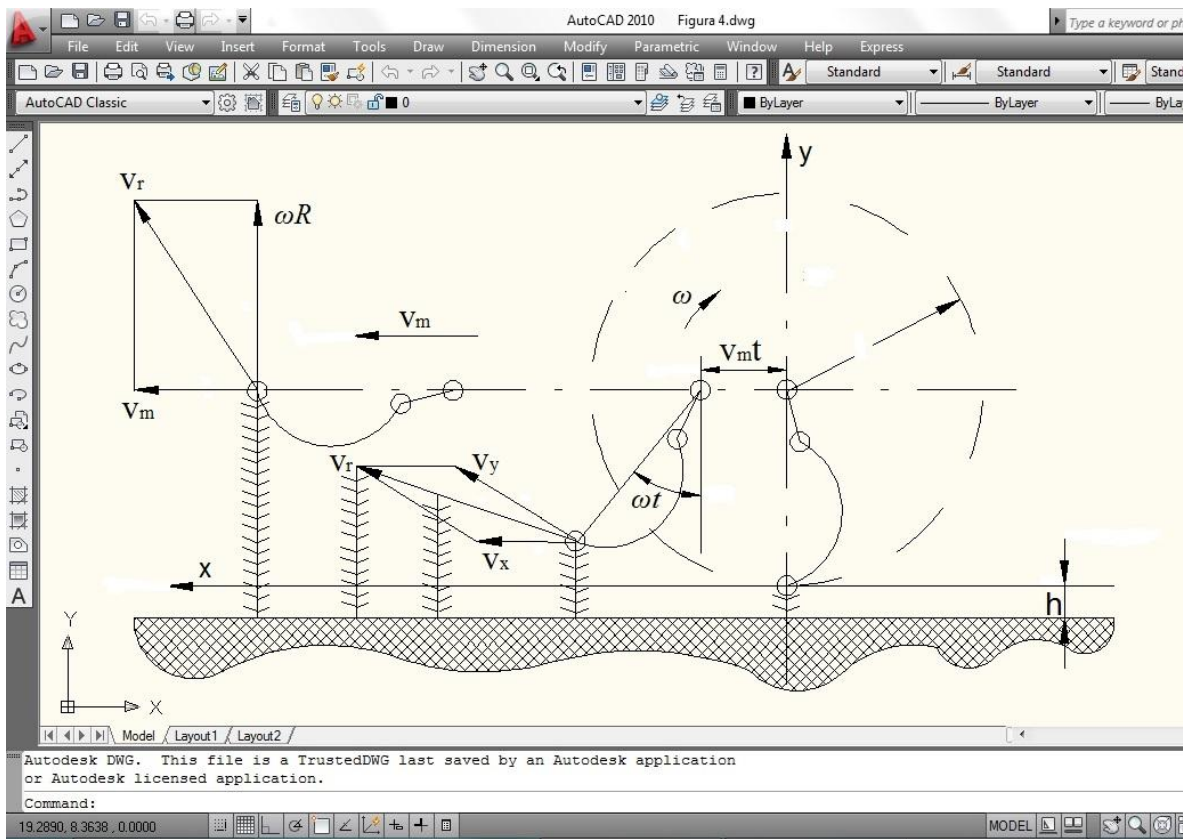 AutoCAD 2010 Figura 4.dwg
Type a keyword or ph
File Edit View Insert Format Tools Draw Dimension Modify Parametric Window Help Express
Standard Standard Stand
AutoCAD Classic 0 ByLayer ByLayer ByLa
y
Vr
ωR
ω
Vm
Vmt
Vm
Vr Vy
ωt
Vx
x
h
Y
X
Model Layout1 Layout2
Autodesk DWG. This file is a TrustedDWG last saved by an Autodesk application
or Autodesk licensed application.
Command:
19.2890, 8.3638 , 0.0000 MODEL